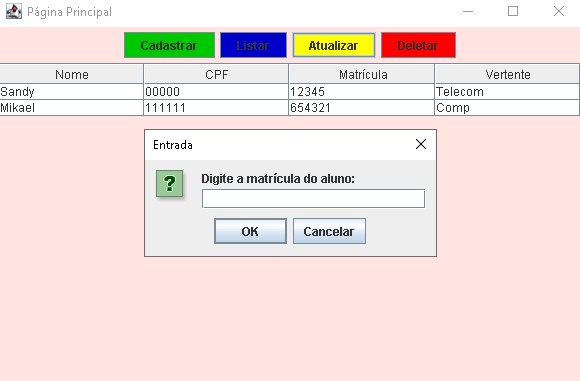 Página Principal
Cadastrar Listar Atualizar Deletar
Nome CPF Matrícula Vertente
Sandy 00000 12345 Telecom
Mikael 111111 654321 Comp
Entrada
?
Digite a matrícula do aluno:
OK Cancelar